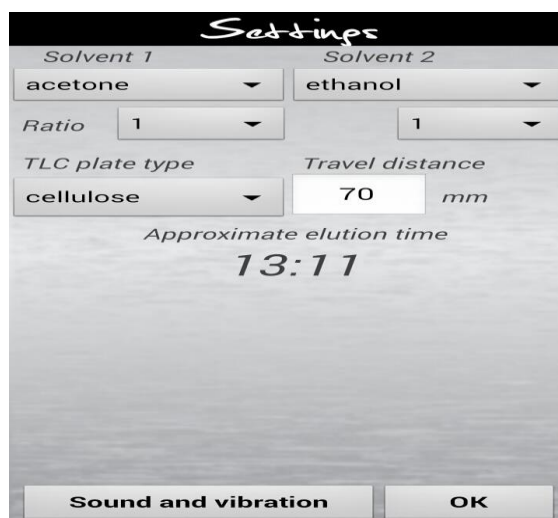 Settings
Solvent 1 Solvent 2
acetone ethanol
Ratio 1 1
TLC plate type Travel distance
cellulose 70 mm
Approximate elution time
13:11
Sound and vibration OK